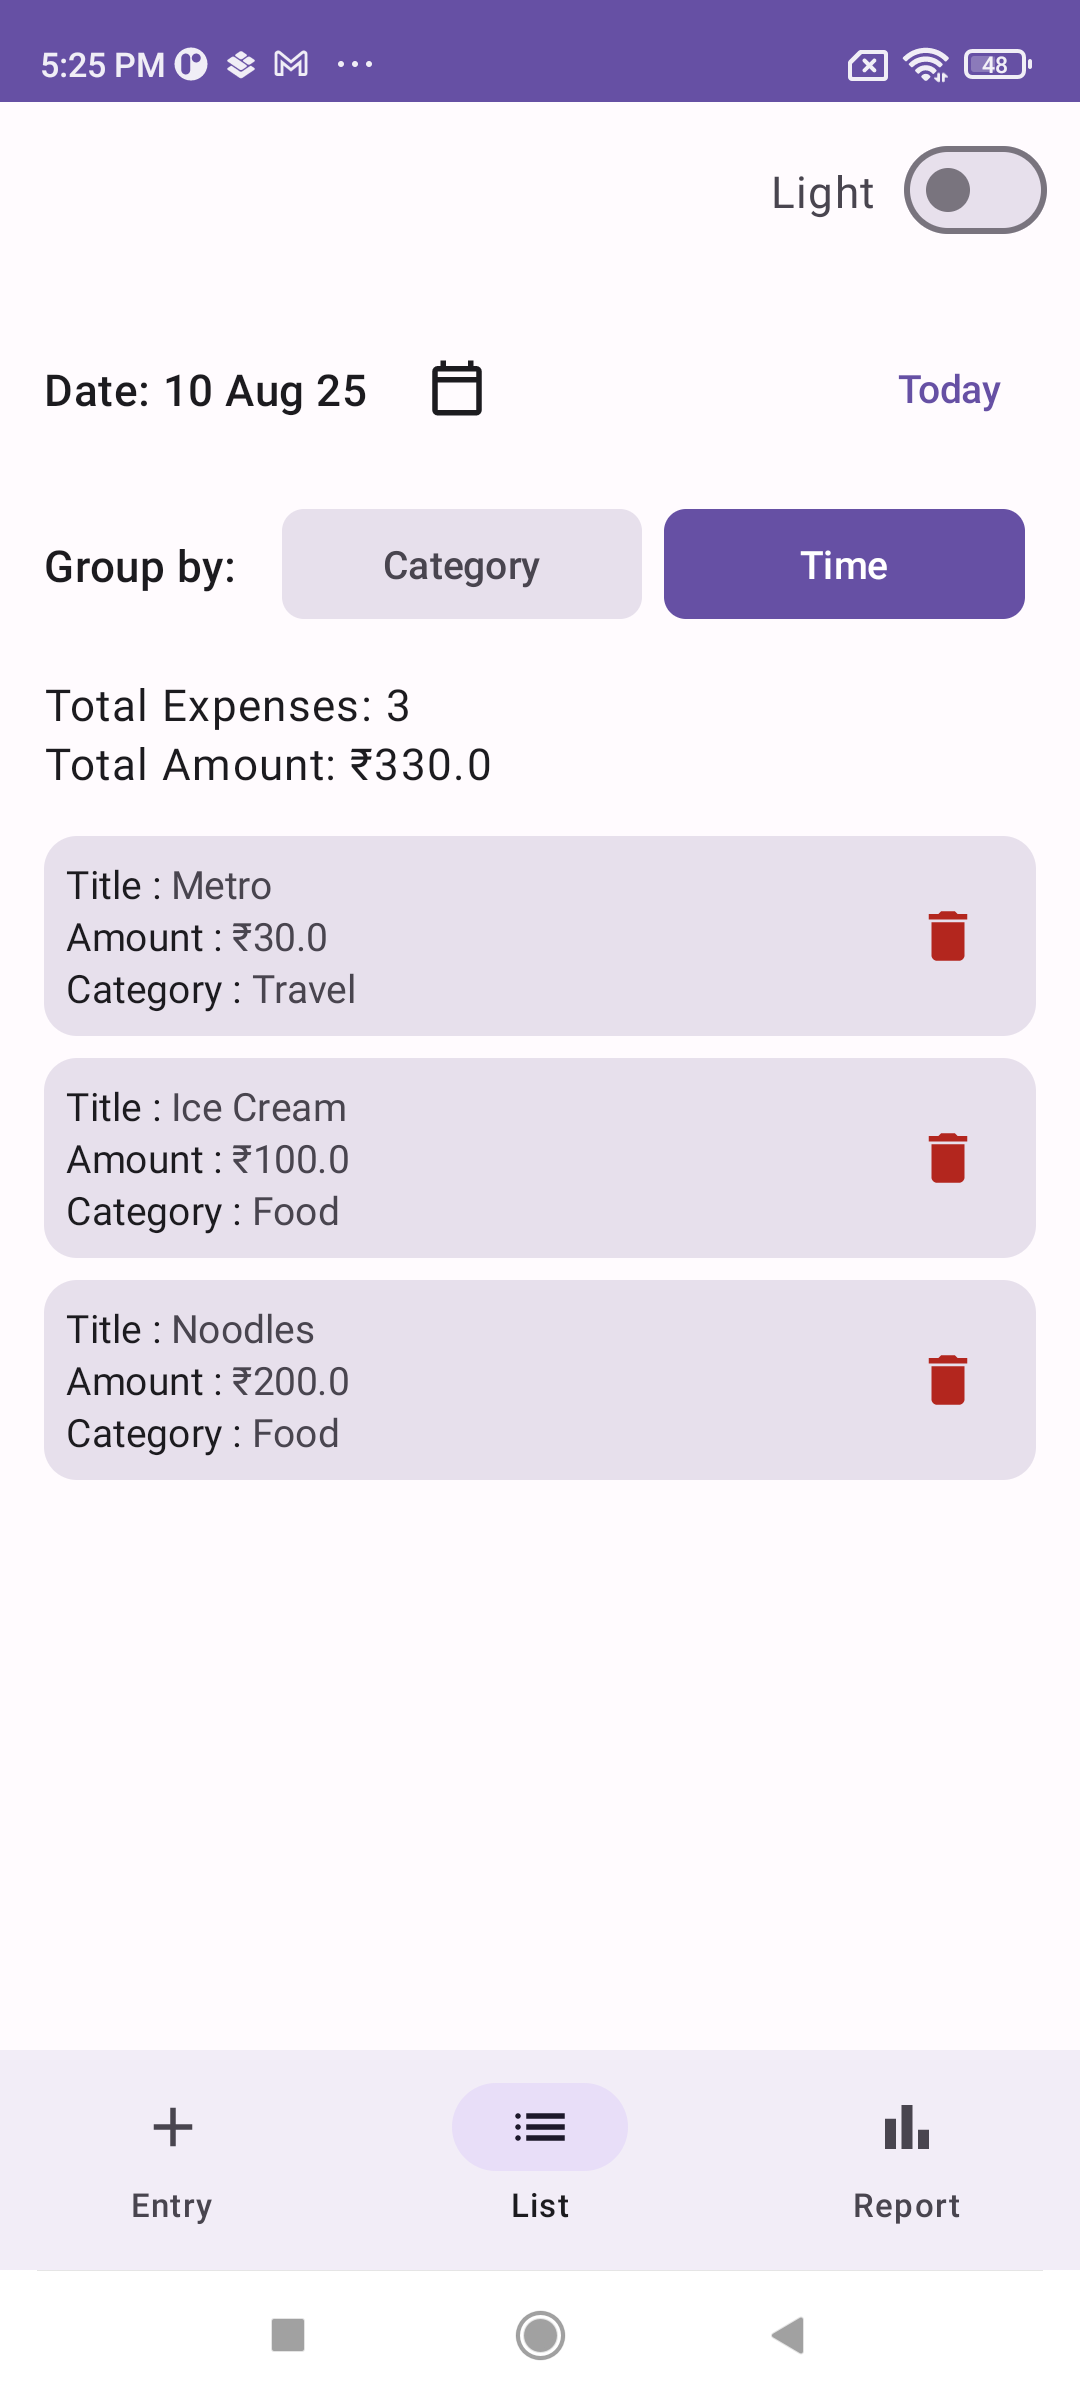 5:25 PM
48
Light
Date: 10 Aug 25
Today
Group by:
Category
Time
Total Expenses: 3
Total Amount: ₹330.0
Title : Metro
Amount : ₹30.0
Category : Travel
Title : Ice Cream
Amount : ₹100.0
Category : Food
Title : Noodles
Amount : ₹200.0
Category : Food
Entry
List
Report